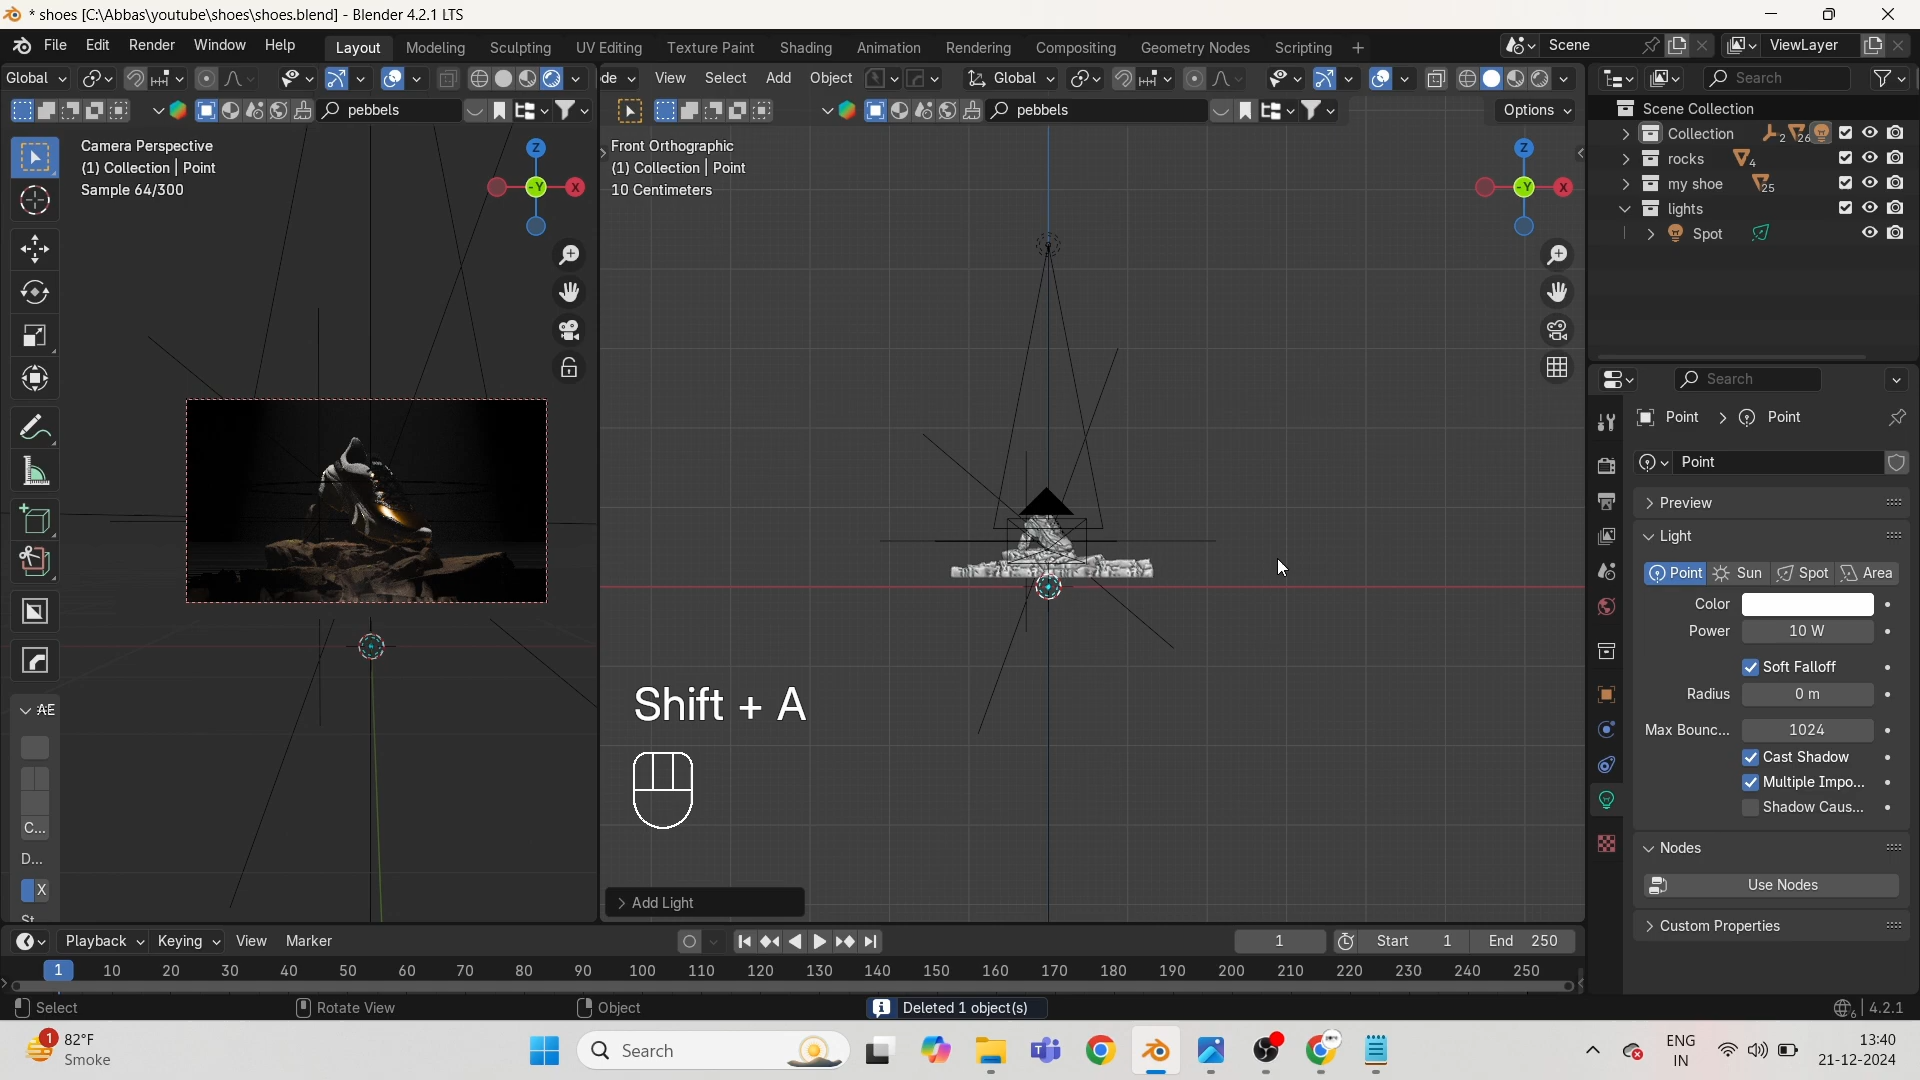 * shoes [C:\Abbas\youtube\shoes\shoes.blend] - Blender 4.2.1 LTS
File Edit Render Window Help Layout Modeling Sculpting UV Editing Texture Paint Shading Animation Rendering Compositing Geometry Nodes Scripting + Scene ViewLayer
Global de View Select Add Object Global Search
pebbels pebbels Options
Camera Perspective
(1) Collection | Point
Sample 64/300
Z
X
-Y
Front Orthographic
(1) Collection | Point
10 Centimeters
Z
X
-Y
Scene Collection
Collection 2 26
rocks 4
my shoe 25
lights
Spot
Search
Point > Point
Point
Preview
Light
Point Sun Spot Area
Color
Power 10 W
Soft Falloff
Radius 0 m
Max Bounc... 1024
Cast Shadow
Multiple Impo...
Shadow Caus...
Nodes
Use Nodes
Custom Properties
AE
C...
D...
X
St
Shift + A
Add Light
Playback Keying View Marker 1 Start 1 End 250
1 10 20 30 40 50 60 70 80 90 100 110 120 130 140 150 160 170 180 190 200 210 220 230 240 250
Select Rotate View Object Deleted 1 object(s) 4.2.1
1 82°F
Smoke
Search
ENG
IN
13:40
21-12-2024